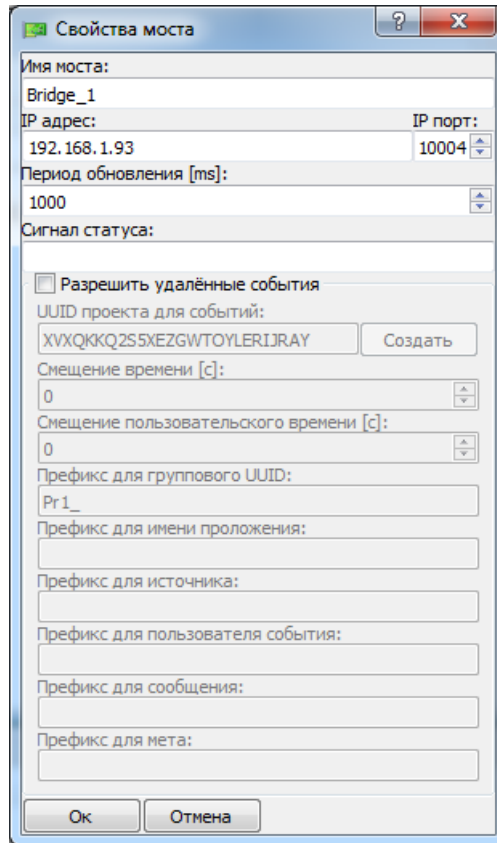 Свойства моста
?
X
Имя моста:
Bridge_1
IP адрес: IP порт:
192.168.1.93 10004
Период обновления [ms]:
1000
Сигнал статуса:
Разрешить удалённые события
UUID проекта для событий:
XVXQKKQ2S5XEZGWTOYLERIJRAY Создать
Смещение времени [с]:
0
Смещение пользовательского времени [с]:
0
Префикс для группового UUID:
Pr1_
Префикс для имени проложения:
Префикс для источника:
Префикс для пользователя события:
Префикс для сообщения:
Префикс для мета:
Ок Отмена